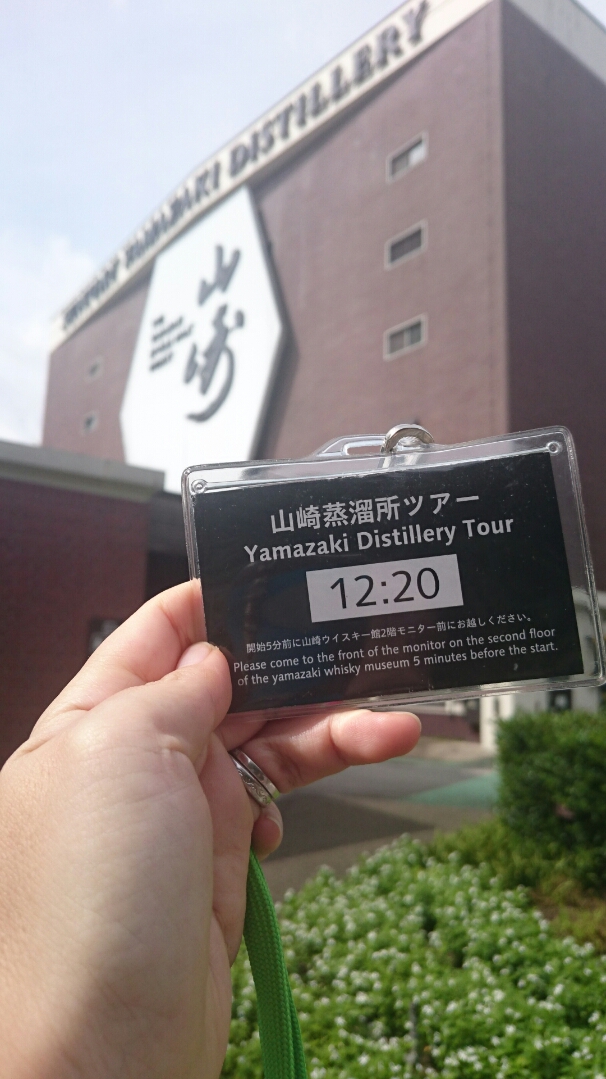 SUNTORY YAMAZAKI DISTILLERY
山崎
山崎蒸溜所ツアー
Yamazaki Distillery Tour
12:20
開始5分前に山崎ウイスキー館2階モニター前にお越しください。
Please come to the front of the monitor on the second floor
of the yamazaki whisky museum 5 minutes before the start.